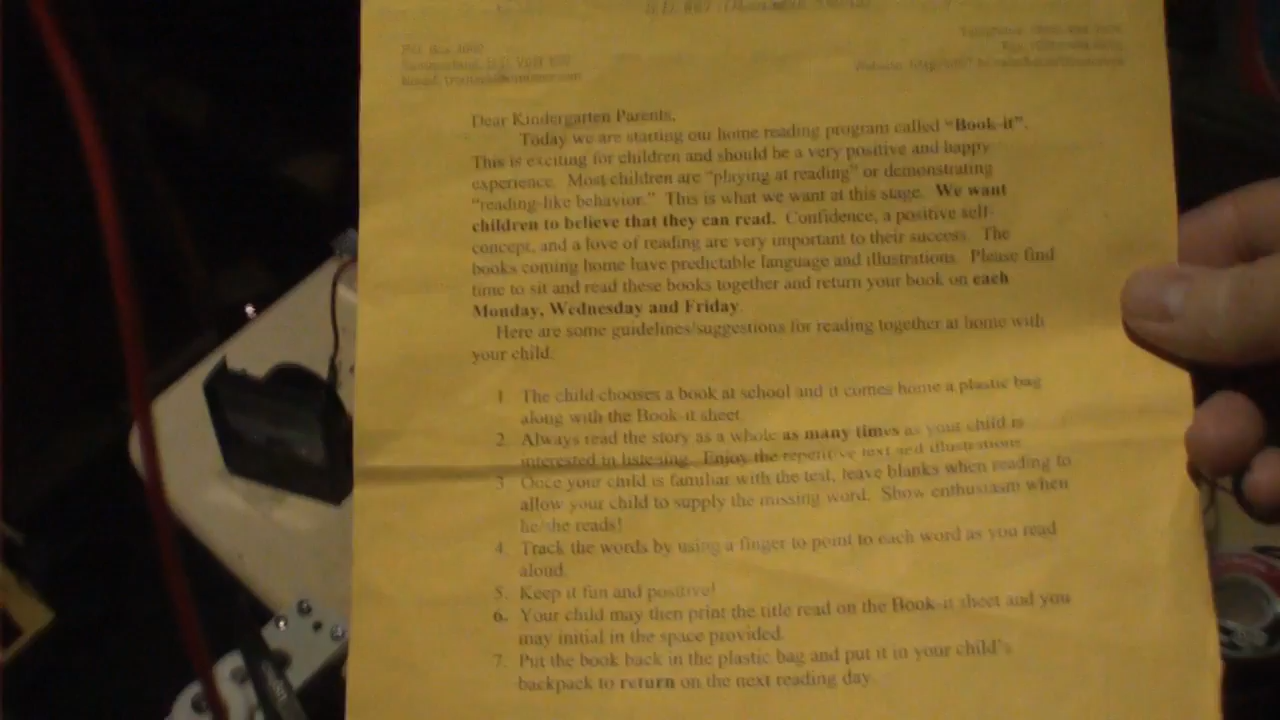 Dear Kindergarten Parents,
Today we are starting our home reading program called "Book-it".
This is exciting for children and should be a very positive and happy
experience. Most children are "playing at reading" or demonstrating
"reading-like behavior." This is what we want at this stage. We want
children to believe that they can read. Confidence, a positive self-
concept, and a love of reading are very important to their success. The
books coming home have predictable language and illustrations. Please find
time to sit and read these books together and return your book on each
Monday, Wednesday and Friday.
Here are some guidelines/suggestions for reading together at home with
your child.
1. The child chooses a book at school and it comes home a plastic bag
along with the Book-it sheet.
2. Always read the story as a whole as many times as your child is
interested in listening. Enjoy the repetitive text and illustrations.
3. Once your child is familiar with the text, leave blanks when reading to
allow your child to supply the missing word. Show enthusiasm when
he/she reads!
4. Track the words by using a finger to point to each word as you read
aloud.
5. Keep it fun and positive!
6. Your child may then print the title read on the Book-it sheet and you
may initial in the space provided.
7. Put the book back in the plastic bag and put it in your child's
backpack to return on the next reading day.